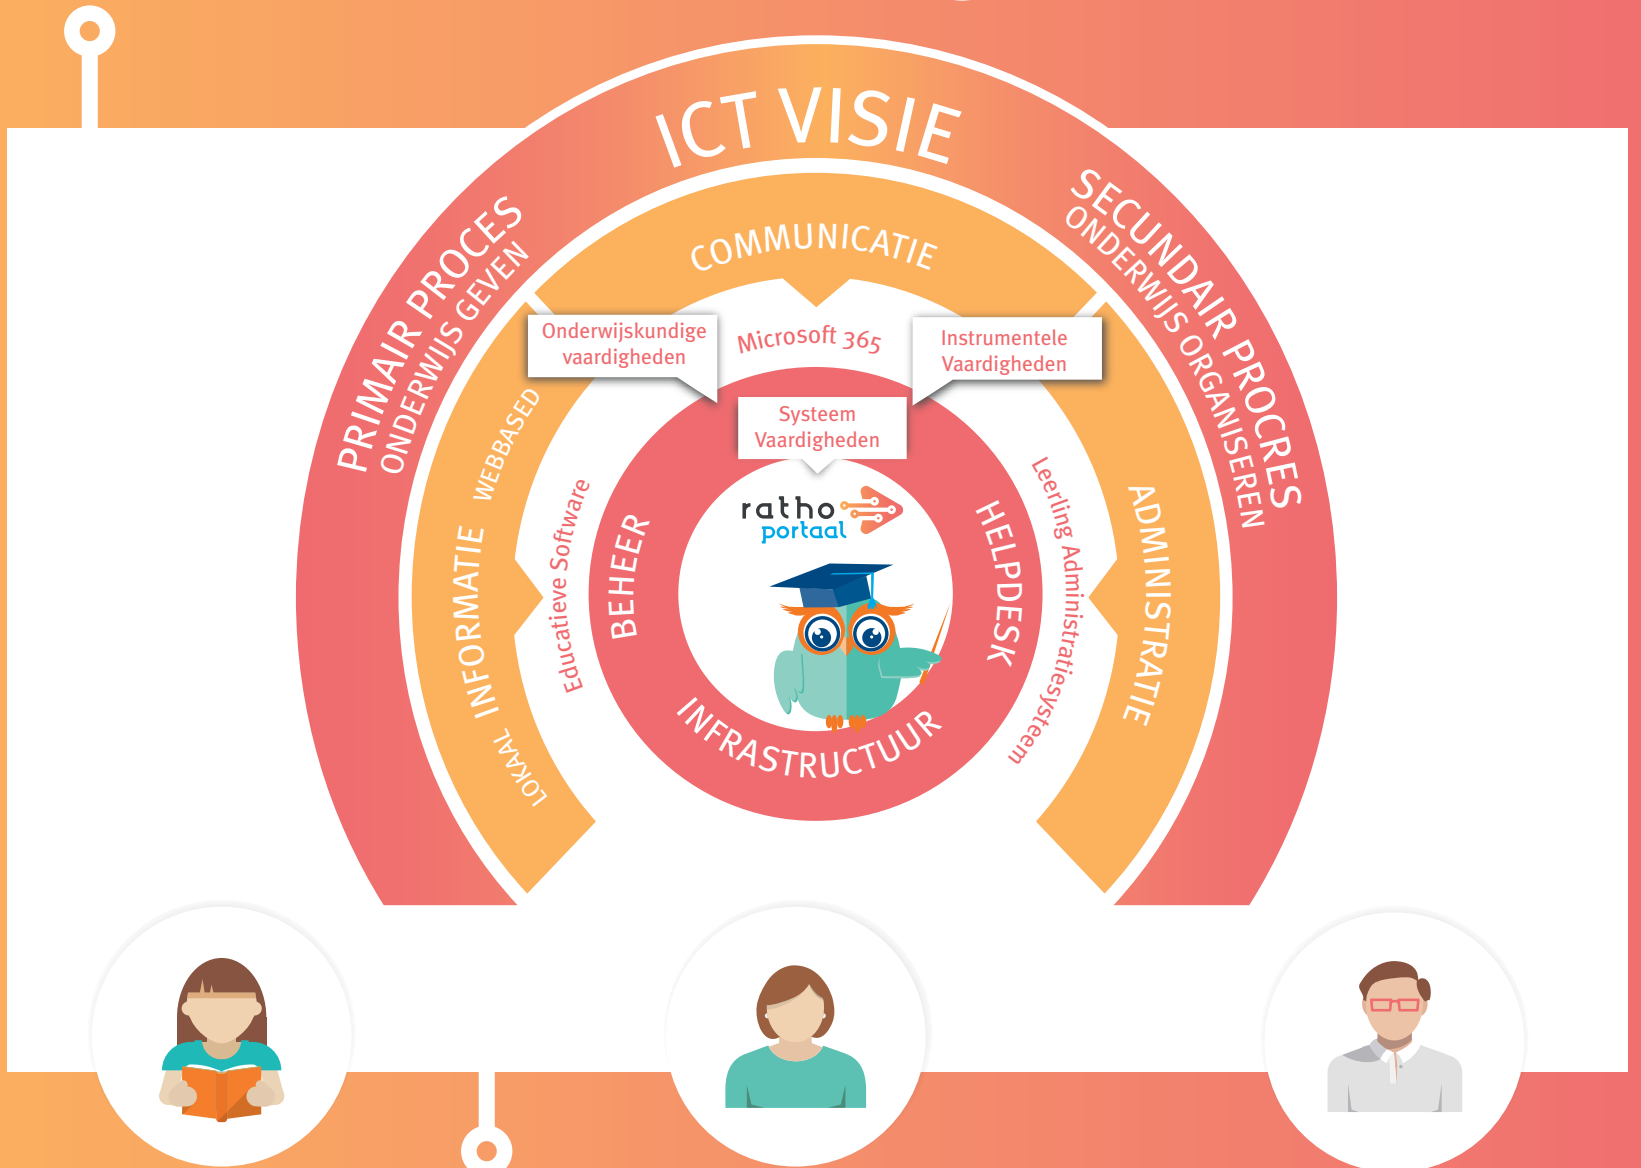 ICT VISIE
PRIMAIR PROCES
ONDERWIJS GEVEN
SECUNDAIR PROCRES
ONDERWIJS ORGANISEREN
COMMUNICATIE
WEBBASED
INFORMATIE
LOKAAL
ADMINISTRATIE
Microsoft 365
Educatieve Software
Leerling Administratiesysteem
Onderwijskundige
vaardigheden
Instrumentele
Vaardigheden
Systeem
Vaardigheden
BEHEER
HELPDESK
INFRASTRUCTUUR
ratho
portaal